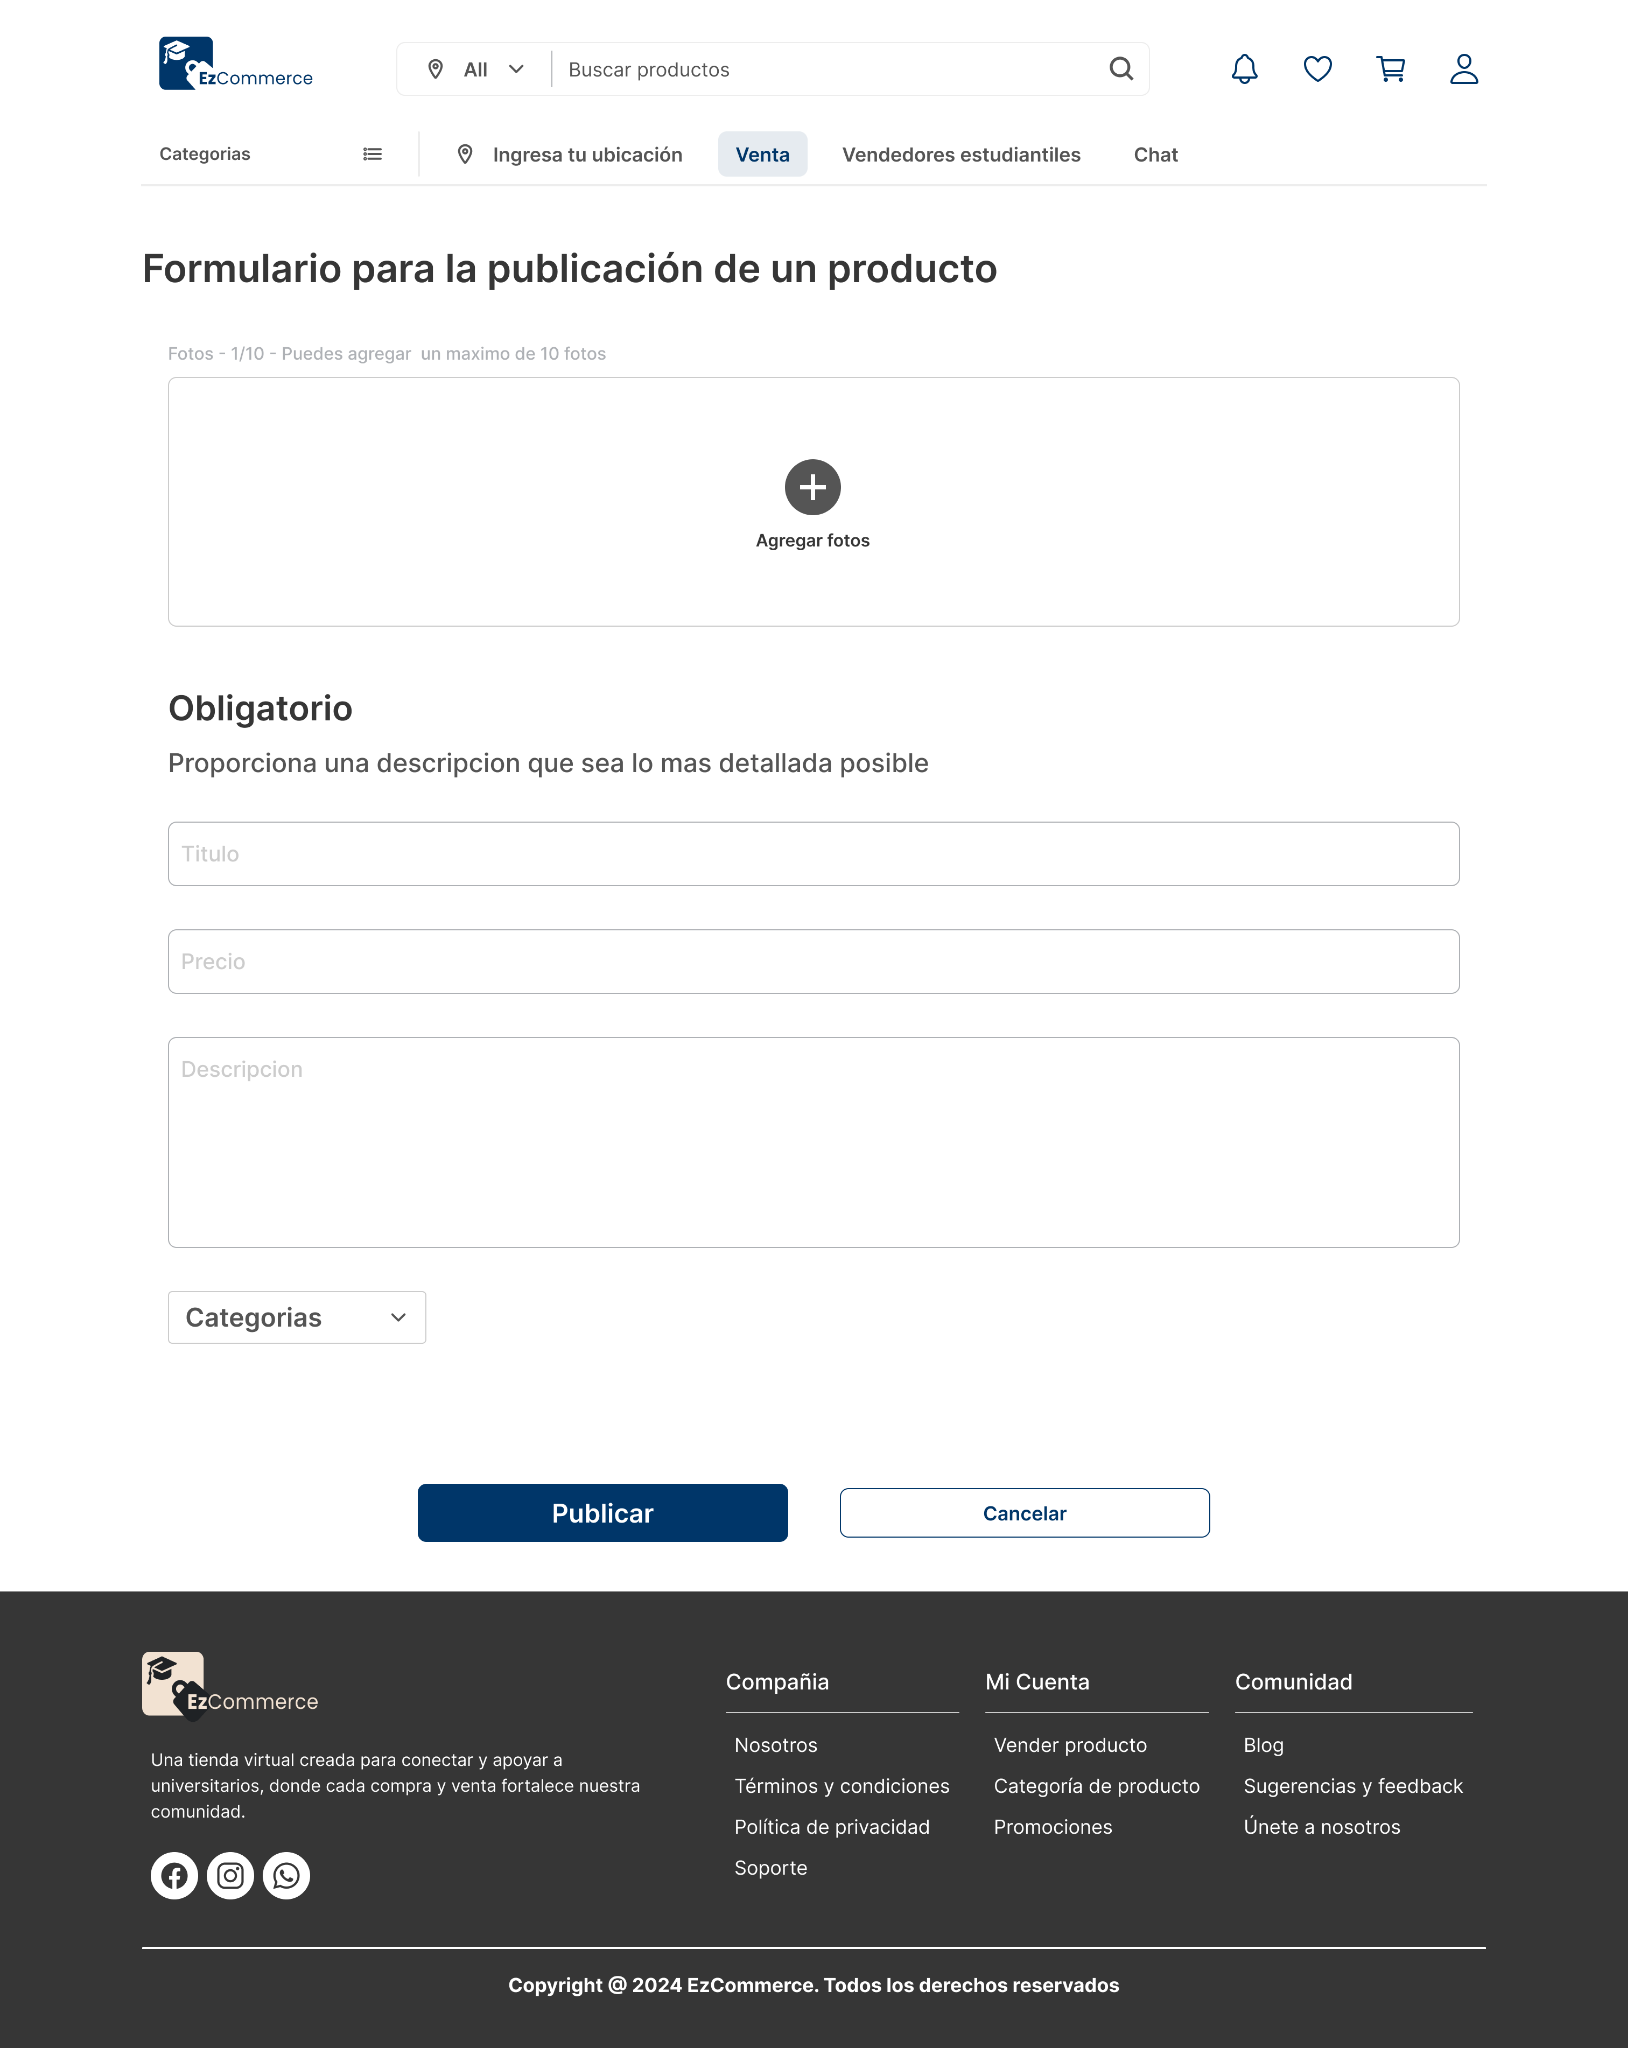 EzCommerce
All
Buscar productos
Categorias
Ingresa tu ubicación
Venta
Vendedores estudiantiles
Chat
Formulario para la publicación de un producto
Fotos - 1/10 - Puedes agregar  un maximo de 10 fotos
Agregar fotos
Obligatorio
Proporciona una descripcion que sea lo mas detallada posible
Titulo
Precio
Descripcion
Categorias
Publicar
Cancelar
EzCommerce
Una tienda virtual creada para conectar y apoyar a
universitarios, donde cada compra y venta fortalece nuestra
comunidad.
Compañia
Nosotros
Términos y condiciones
Política de privacidad
Soporte
Mi Cuenta
Vender producto
Categoría de producto
Promociones
Comunidad
Blog
Sugerencias y feedback
Únete a nosotros
Copyright @ 2024 EzCommerce. Todos los derechos reservados